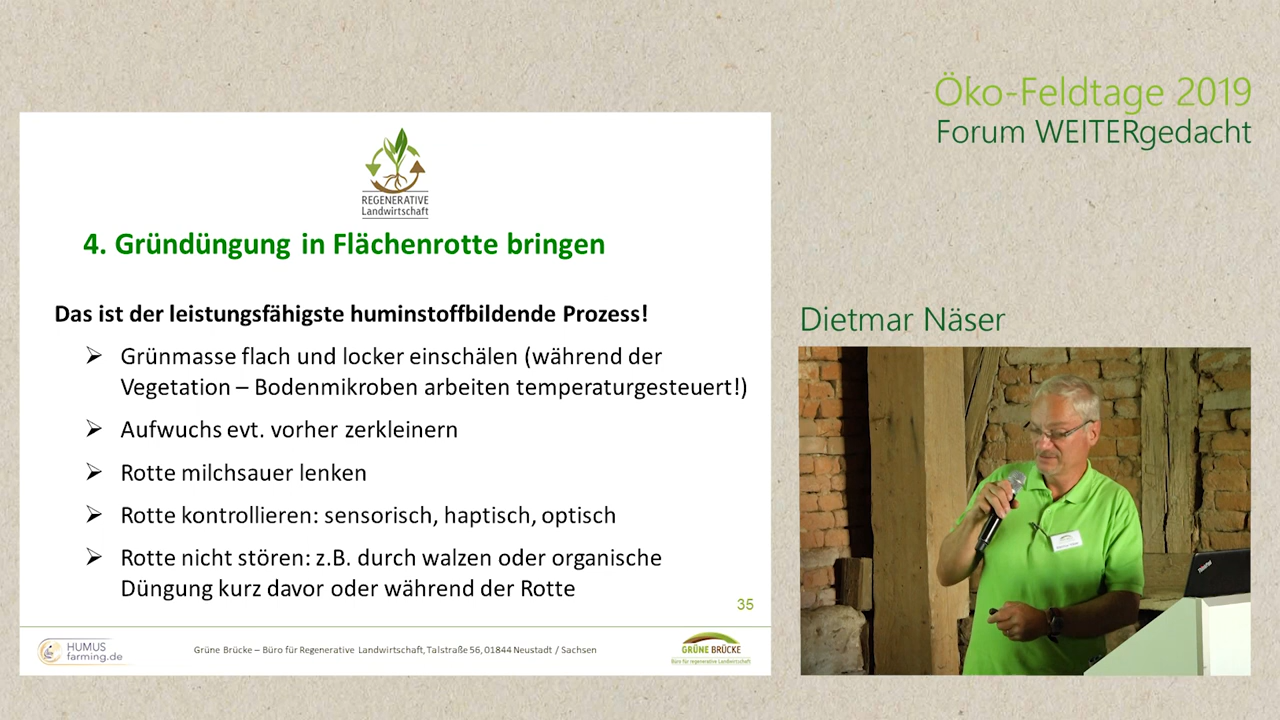 Öko-Feldtage 2019
Forum WEITERgedacht
REGENERATIVE
Landwirtschaft
4. Gründüngung in Flächenrotte bringen
Das ist der leistungsfähigste huminstoffbildende Prozess!
Grünmasse flach und locker einschälen (während der
Vegetation – Bodenmikroben arbeiten temperaturgesteuert!)
Aufwuchs evt. vorher zerkleinern
Rotte milchsauer lenken
Rotte kontrollieren: sensorisch, haptisch, optisch
Rotte nicht stören: z.B. durch walzen oder organische
Düngung kurz davor oder während der Rotte
35
HUMUS
farming.de
Grüne Brücke – Büro für Regenerative Landwirtschaft, Talstraße 56, 01844 Neustadt / Sachsen
GRÜNE BRÜCKE
Büro für regenerative Landwirtschaft
Dietmar Näser
ThinkPad